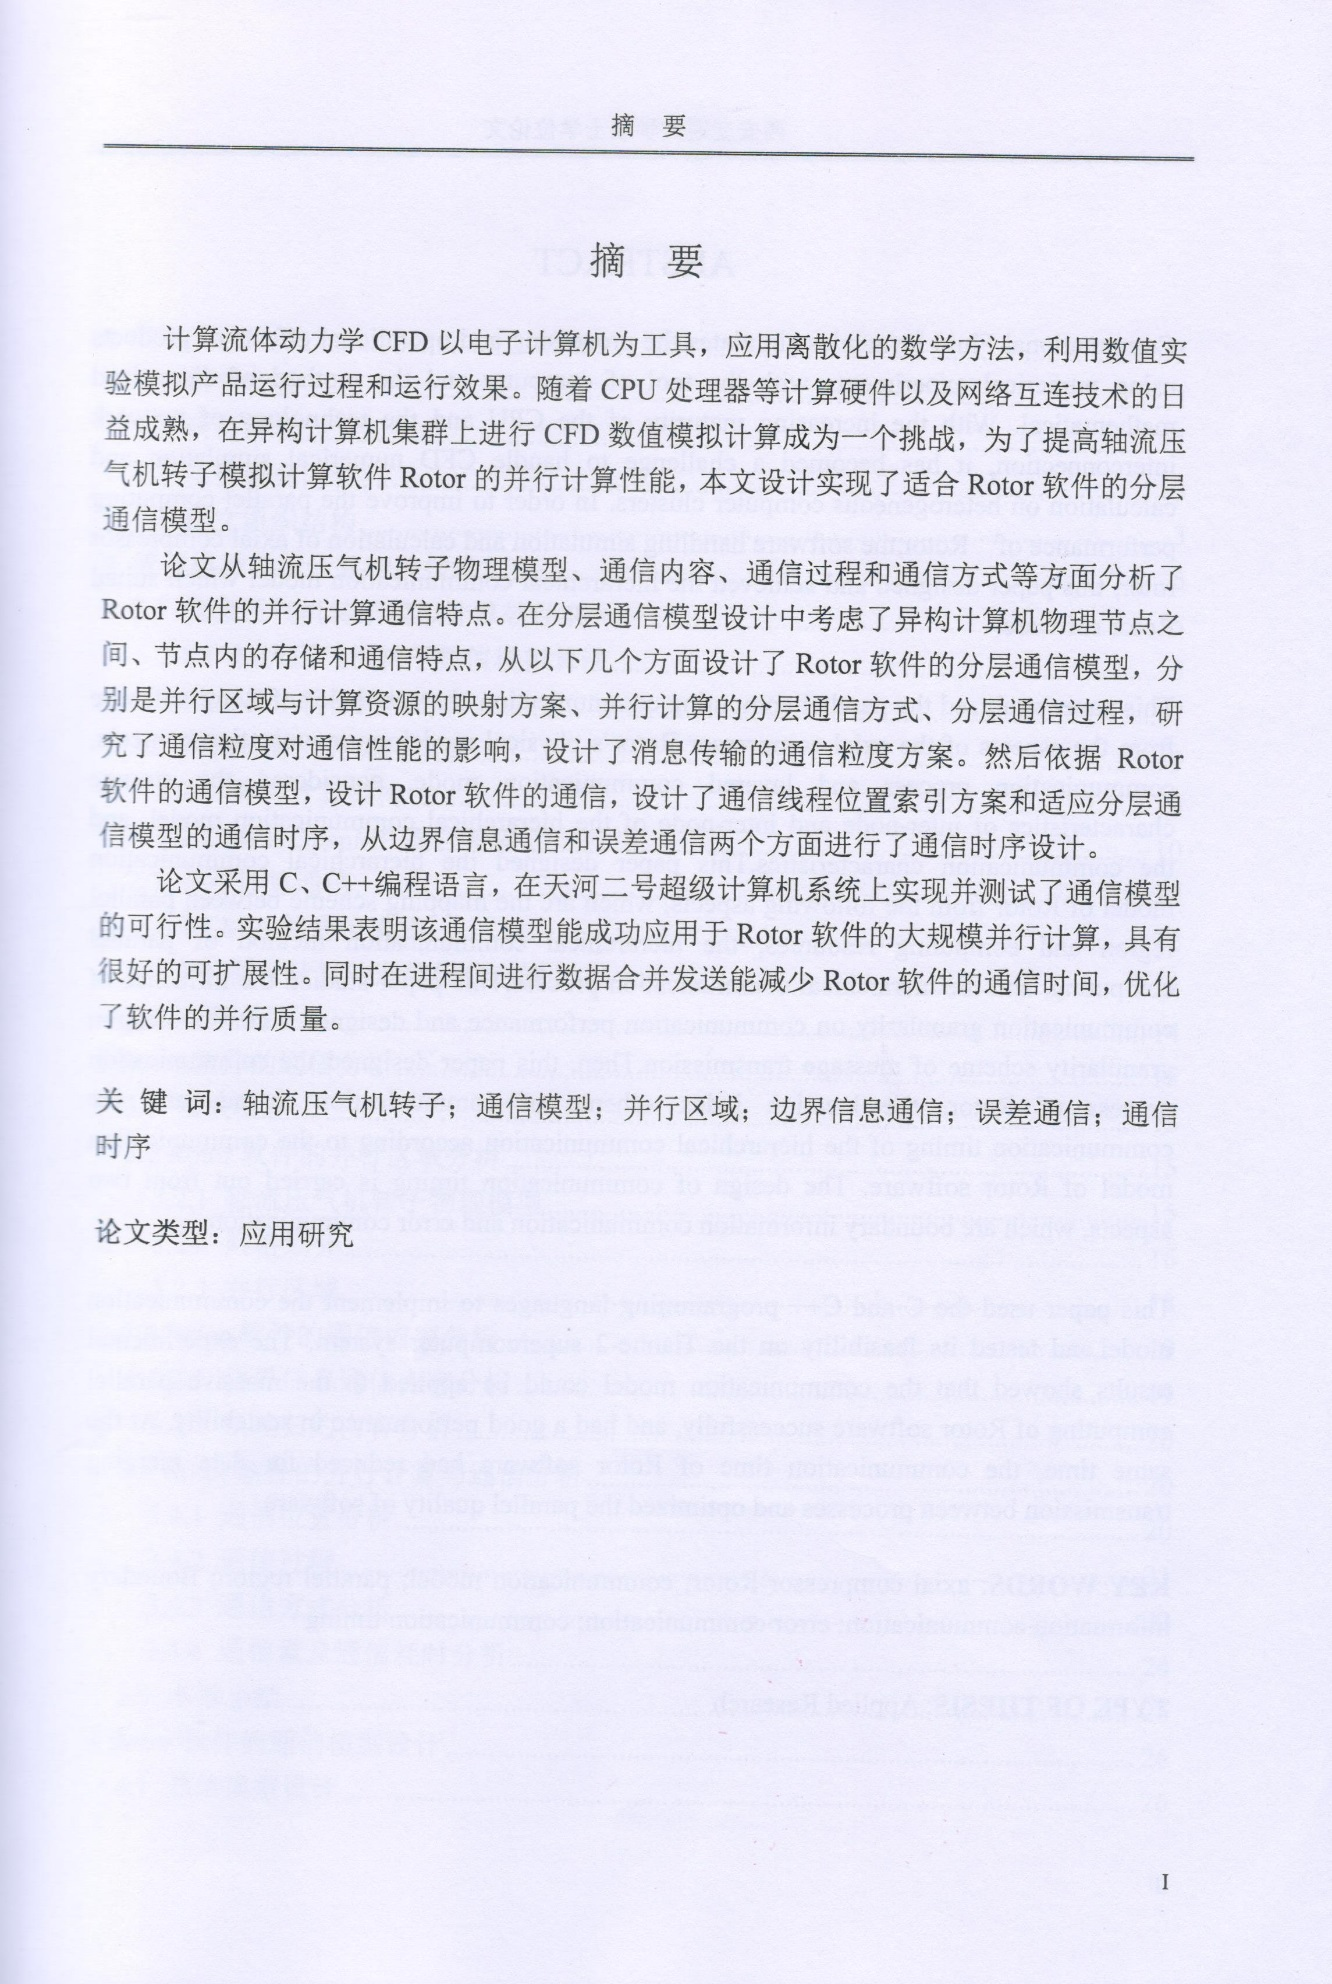 摘 要
摘 要
计算流体动力学 CFD 以电子计算机为工具，应用离散化的数学方法，利用数值实
验模拟产品运行过程和运行效果。随着 CPU 处理器等计算硬件以及网络互连技术的日
益成熟，在异构计算机集群上进行 CFD 数值模拟计算成为一个挑战，为了提高轴流压
气机转子模拟计算软件 Rotor 的并行计算性能，本文设计实现了适合 Rotor 软件的分层
通信模型。
论文从轴流压气机转子物理模型、通信内容、通信过程和通信方式等方面分析了
Rotor 软件的并行计算通信特点。在分层通信模型设计中考虑了异构计算机物理节点之
间、节点内的存储和通信特点，从以下几个方面设计了 Rotor 软件的分层通信模型，分
别是并行区域与计算资源的映射方案、并行计算的分层通信方式、分层通信过程，研
究了通信粒度对通信性能的影响，设计了消息传输的通信粒度方案。然后依据 Rotor
软件的通信模型，设计 Rotor 软件的通信，设计了通信线程位置索引方案和适应分层通
信模型的通信时序，从边界信息通信和误差通信两个方面进行了通信时序设计。
论文采用 C、C++编程语言，在天河二号超级计算机系统上实现并测试了通信模型
的可行性。实验结果表明该通信模型能成功应用于 Rotor 软件的大规模并行计算，具有
很好的可扩展性。同时在进程间进行数据合并发送能减少 Rotor 软件的通信时间，优化
了软件的并行质量。
关 键 词：轴流压气机转子；通信模型；并行区域；边界信息通信；误差通信；通信
时序
论文类型：应用研究
I